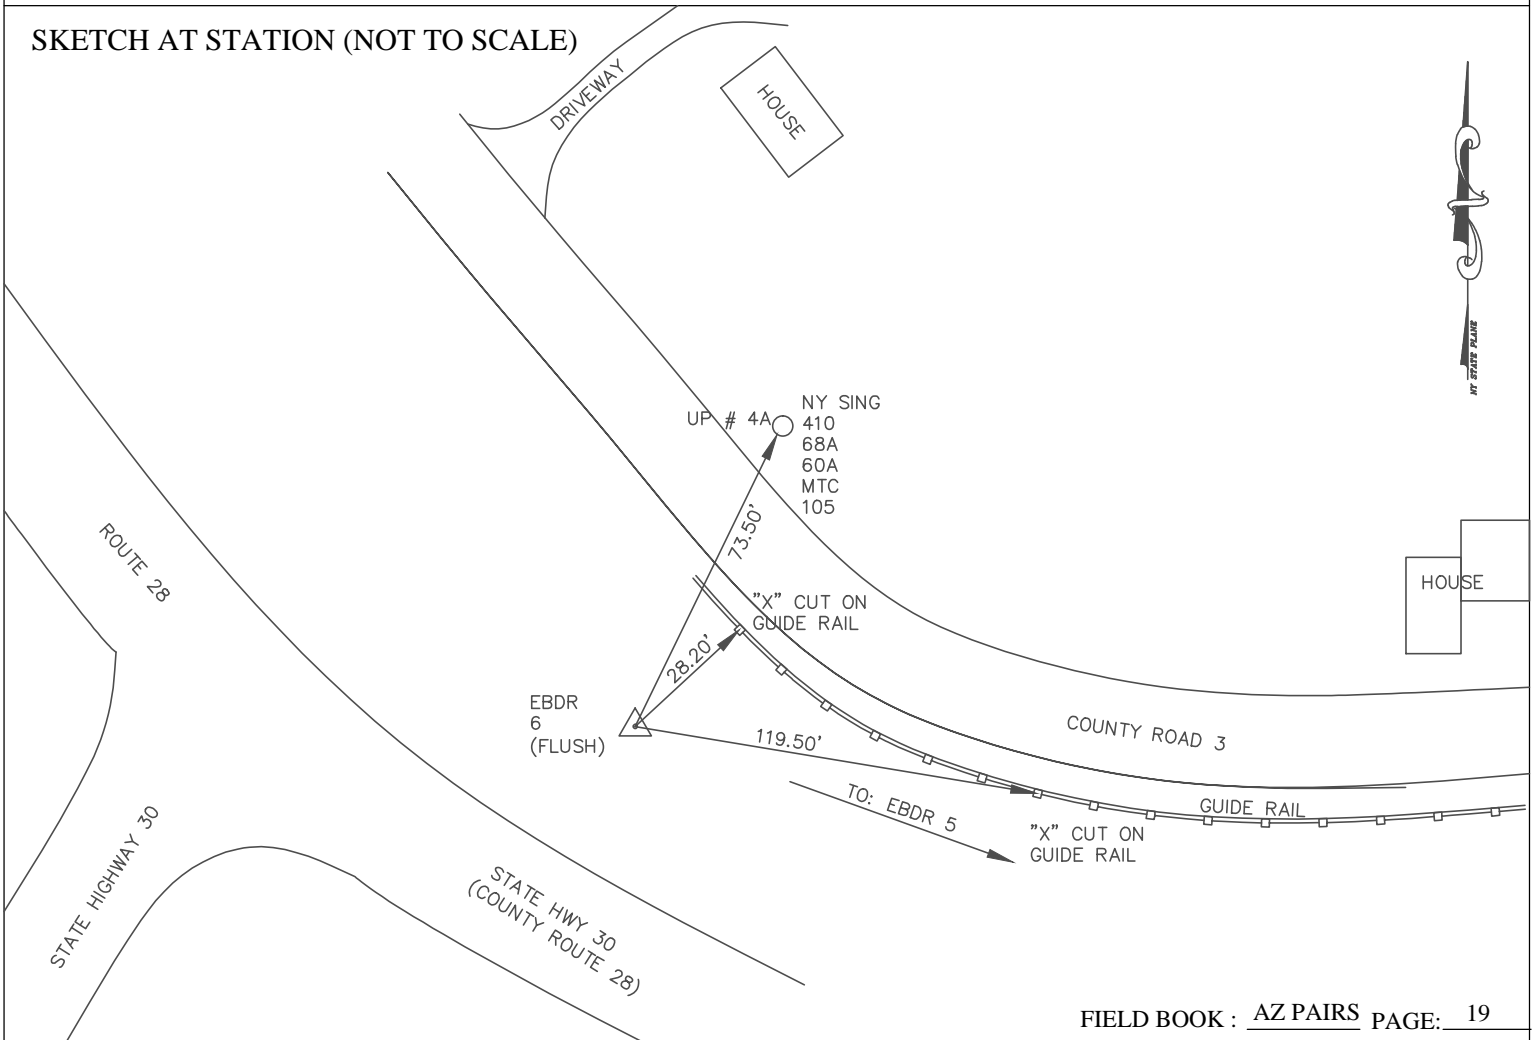 SKETCH AT STATION (NOT TO SCALE)
DRIVEWAY
HOUSE
NY STATE PLANE
UP # 4A
NY SING
410
68A
60A
MTC
105
73.50'
ROUTE 28
"X" CUT ON
GUIDE RAIL
28.20'
HOUSE
EBDR
6
(FLUSH)
119.50'
COUNTY ROAD 3
TO: EBDR 5
GUIDE RAIL
"X" CUT ON
GUIDE RAIL
STATE HIGHWAY 30
STATE HWY 30
(COUNTY ROUTE 28)
FIELD BOOK : AZ PAIRS PAGE: 19